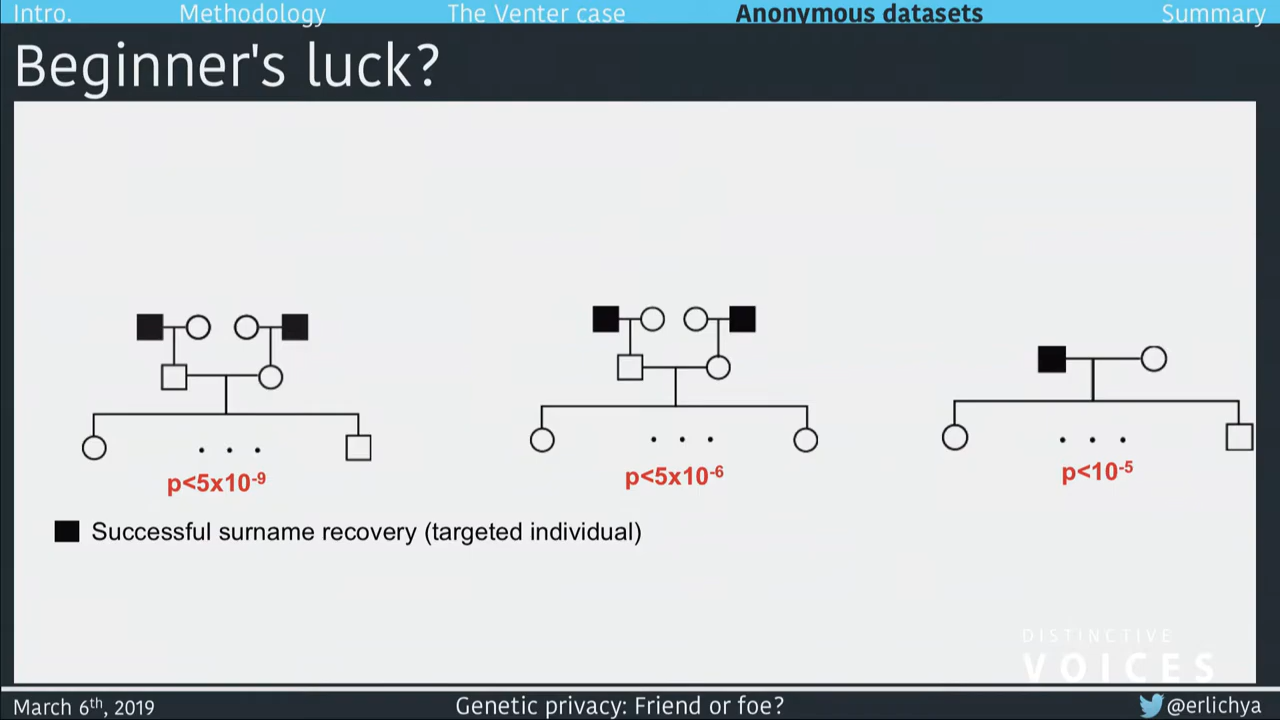 Intro. Methodology The Venter case Anonymous datasets Summary
Beginner's luck?
p<5x10-9
p<5x10-6
p<10-5
Successful surname recovery (targeted individual)
DISTINCTIVE
VOICES
March 6th, 2019 Genetic privacy: Friend or foe? @erlichya